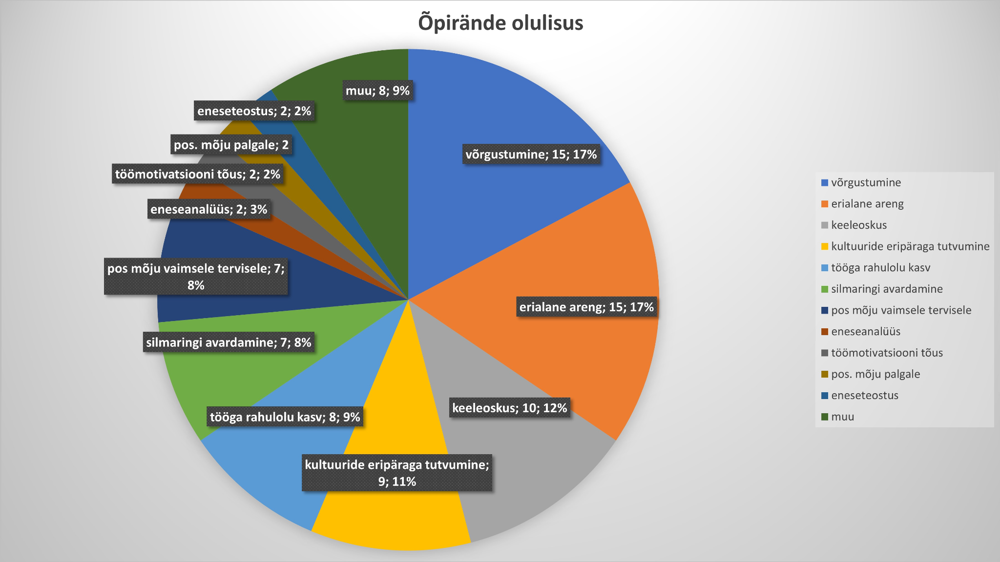 Õpirände olulisus
muu; 8; 9%
eneseteostus; 2; 2%
pos. mõju palgale; 2
töömotivatsiooni tõus; 2; 2%
eneseanalüüs; 2; 3%
pos mõju vaimsele tervisele; 7;
8%
silmaringi avardamine; 7; 8%
tööga rahulolu kasv; 8; 9%
kultuuride eripäraga tutvumine;
9; 11%
keeleoskus; 10; 12%
erialane areng; 15; 17%
võrgustumine; 15; 17%
võrgustumine
erialane areng
keeleoskus
kultuuride eripäraga tutvumine
tööga rahulolu kasv
silmaringi avardamine
pos mõju vaimsele tervisele
eneseanalüüs
töömotivatsiooni tõus
pos. mõju palgale
eneseteostus
muu